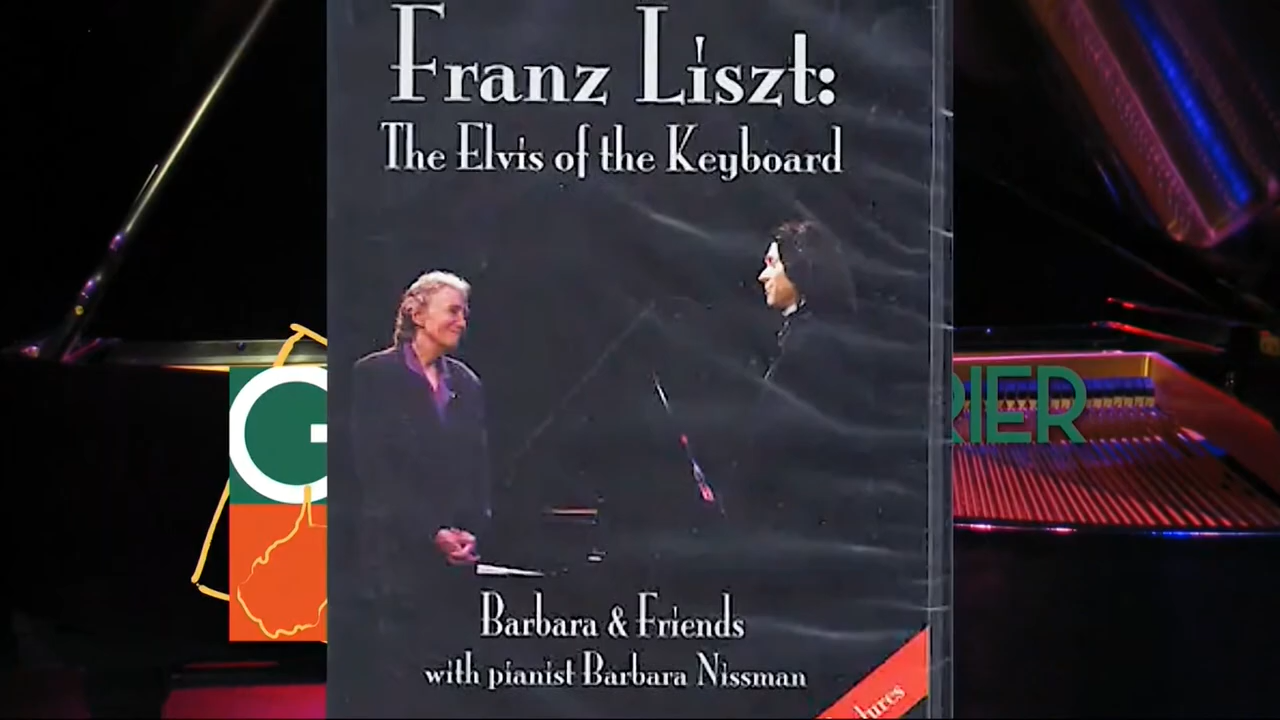 Franz Liszt:
The Elvis of the Keyboard
RIER
Barbara & Friends
with pianist Barbara Nissman